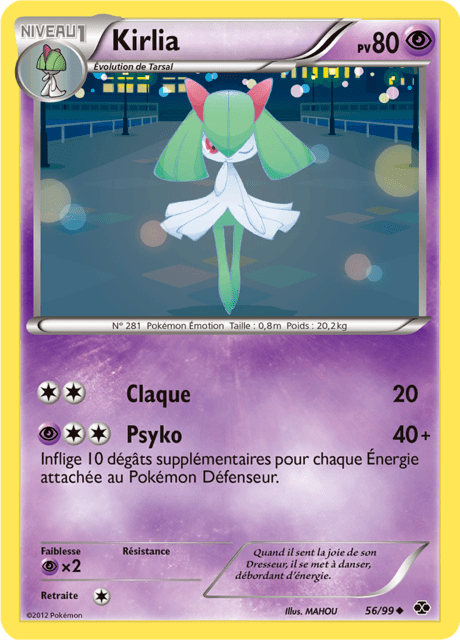 NIVEAU 1
Kirlia
PV 80
Évolution de Tarsal
N° 281 Pokémon Émotion Taille : 0,8m Poids : 20,2kg
Claque 20
Psyko 40+
Inflige 10 dégâts supplémentaires pour chaque Énergie
attachée au Pokémon Défenseur.
Faiblesse Résistance
×2
Retraite
Quand il sent la joie de son
Dresseur, il se met à danser,
débordant d'énergie.
©2012 Pokémon
Illus. MAHOU 56/99